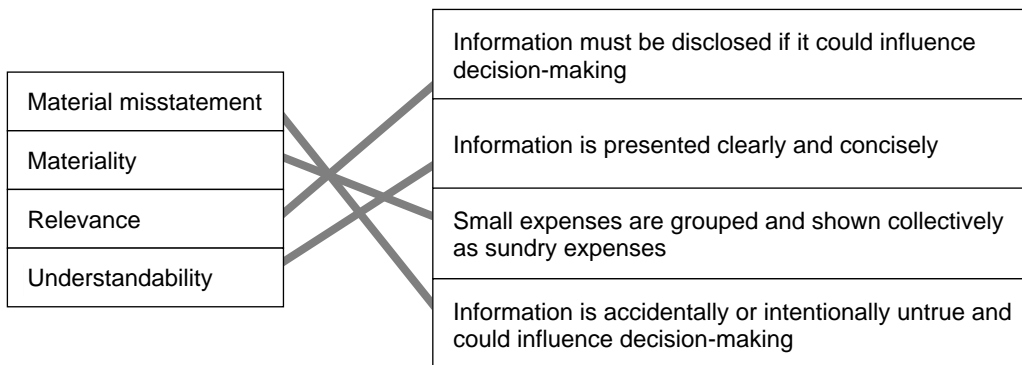 Material misstatement
Materiality
Relevance
Understandability
Information must be disclosed if it could influence
decision-making
Information is presented clearly and concisely
Small expenses are grouped and shown collectively
as sundry expenses
Information is accidentally or intentionally untrue and
could influence decision-making